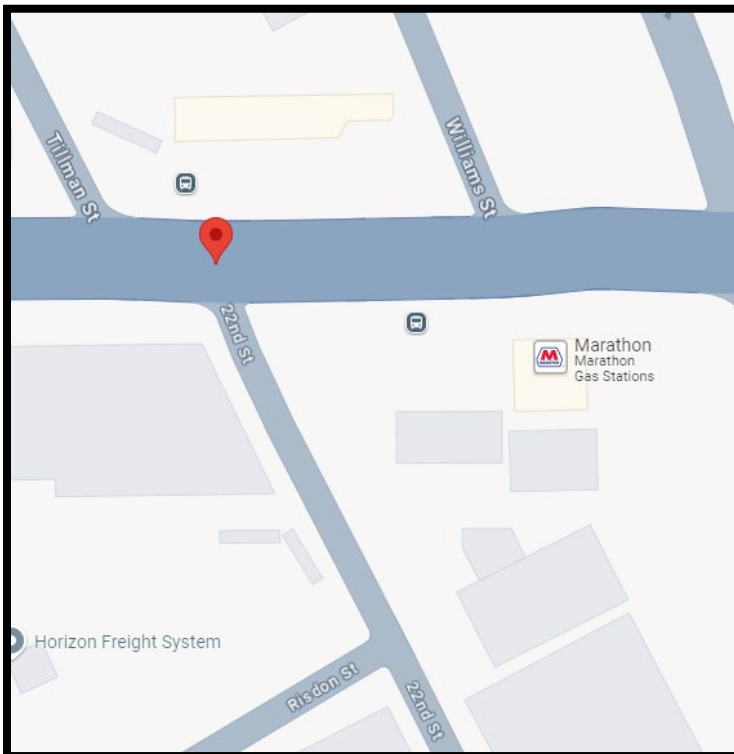 Tillman St
Williams St
22nd St
Marathon
Marathon
Gas Stations
M
Horizon Freight System
Risdon St
22nd St